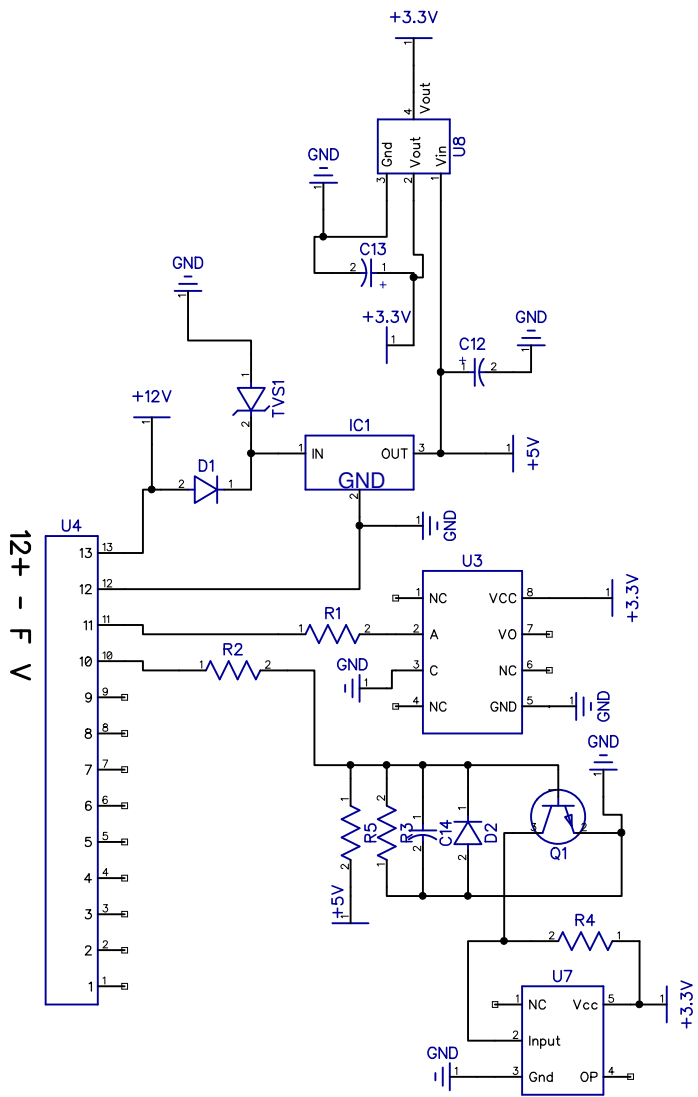 +3.3V
1
4
Vout
U8
Gnd
Vout
Vin
3
2
1
GND
1
C13
2
1
+
+3.3V
1
GND
1
C12
+
1
2
GND
1
1
TVS1
2
+12V
1
IC1
1
IN
OUT
3
GND
2
1
+5V
D1
2
1
1
GND
U4
12+ - F V
13
13
12
12
11
11
10
10
9
9
8
8
7
7
6
6
5
5
4
4
3
3
2
2
1
1
R1
1
2
R2
1
2
U3
1
NC
VCC
8
1
+3.3V
2
A
VO
7
3
C
NC
6
4
NC
GND
5
GND
1
1
GND
GND
1
1
R5
2
2
R3
1
1
C14
2
1
D2
2
+5V
1
1
3
2
Q1
R4
2
1
U7
1
NC
Vcc
5
1
+3.3V
2
Input
3
Gnd
OP
4
GND
1